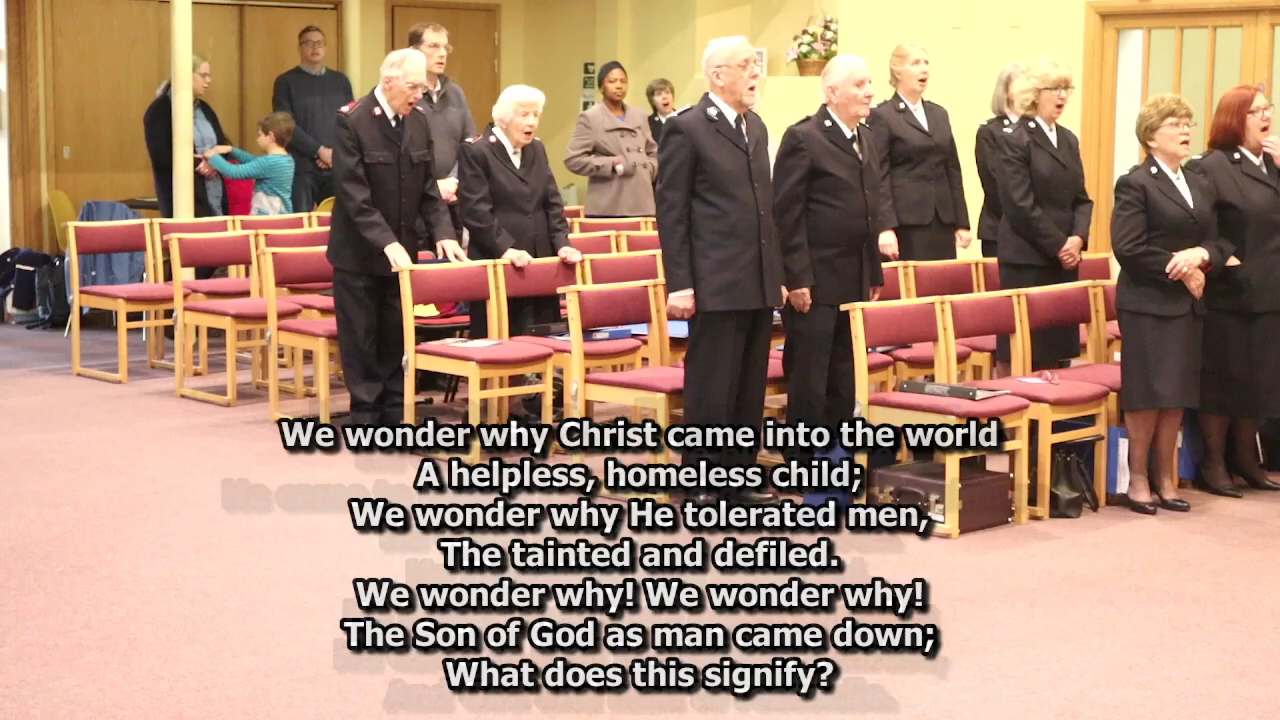 We wonder why Christ came into the world
A helpless, homeless child;
We wonder why He tolerated men,
The tainted and defiled.
We wonder why! We wonder why!
The Son of God as man came down;
What does this signify?